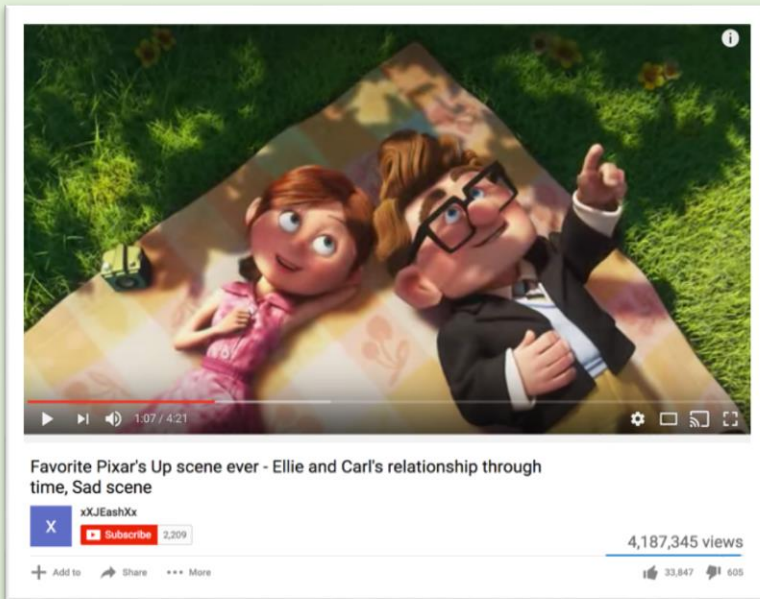 1:07 / 4:21
Favorite Pixar's Up scene ever - Ellie and Carl's relationship through
time, Sad scene
X
xXJEashXx
Subscribe 2,209
4,187,345 views
Add to Share More
33,847 605